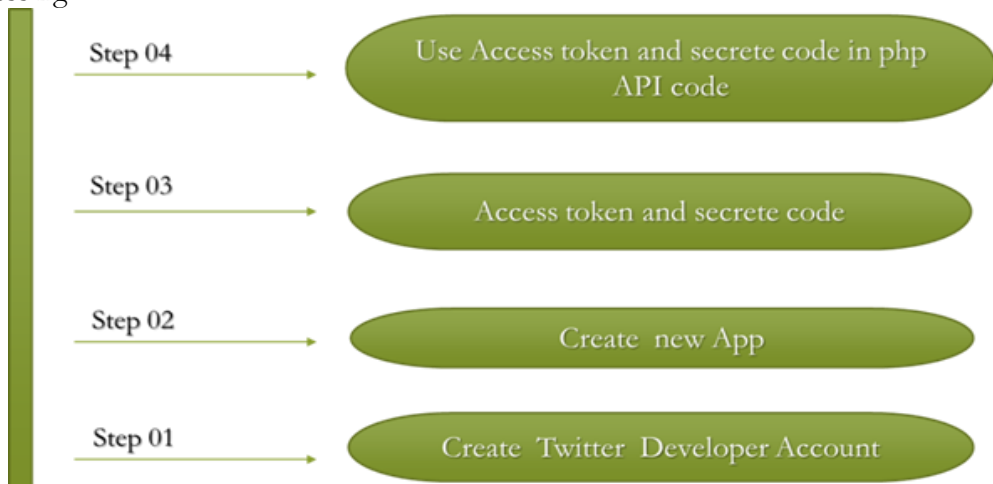 Step 04
Use Access token and secrete code in php
API code
Step 03
Access token and secrete code
Step 02
Create new App
Step 01
Create Twitter Developer Account